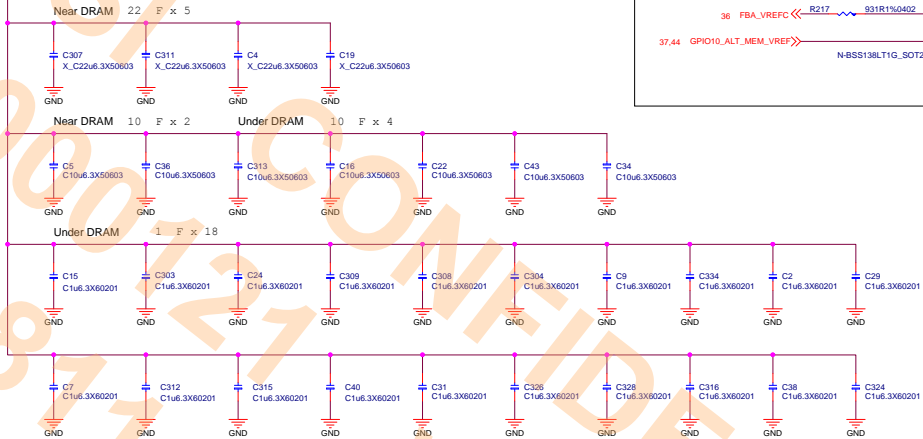 Near DRAM 22 F x 5
36 FBA_VREFC R217 931R1%0402
37,44 GPIO10_ALT_MEM_VREF
N-BSS138LT1G_SOT2
C307 C311 C4 C19
X_C22u6.3X50603 X_C22u6.3X50603 X_C22u6.3X50603 X_C22u6.3X50603
GND GND GND GND
Near DRAM 10 F x 2 Under DRAM 10 F x 4
C5 C36 C313 C16 C22 C43 C34
C10u6.3X50603 C10u6.3X50603 C10u6.3X50603 C10u6.3X50603 C10u6.3X50603 C10u6.3X50603 C10u6.3X50603
GND GND GND GND GND GND GND
Under DRAM 1 F x 18
C15 C303 C24 C309 C308 C304 C9 C334 C2 C29
C1u6.3X60201 C1u6.3X60201 C1u6.3X60201 C1u6.3X60201 C1u6.3X60201 C1u6.3X60201 C1u6.3X60201 C1u6.3X60201 C1u6.3X60201 C1u6.3X60201
GND GND GND GND GND GND GND GND GND GND
C7 C312 C315 C40 C31 C326 C328 C316 C38 C324
C1u6.3X60201 C1u6.3X60201 C1u6.3X60201 C1u6.3X60201 C1u6.3X60201 C1u6.3X60201 C1u6.3X60201 C1u6.3X60201 C1u6.3X60201 C1u6.3X60201
GND GND GND GND GND GND GND GND GND GND
CONFIDE